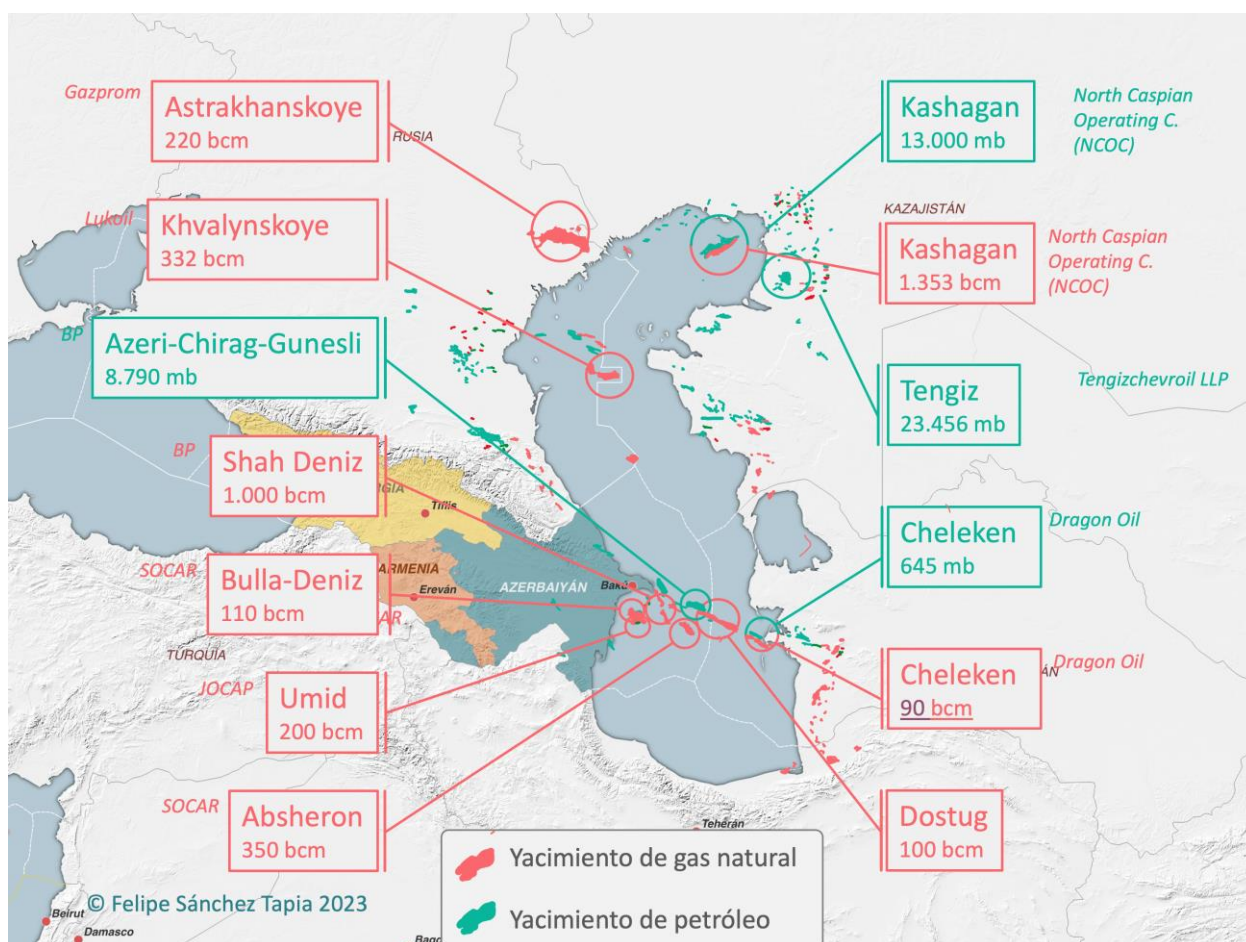 Gazprom
Astrakhanskoye
220 bcm
RUSIA
Kashagan
13.000 mb
North Caspian
Operating C.
(NCOC)
Lukoil
Khvalynskoye
332 bcm
KAZAJISTÁN
Kashagan
1.353 bcm
North Caspian
Operating C.
(NCOC)
BP
Azeri-Chirag-Gunesli
8.790 mb
Tengiz
23.456 mb
Tengizchevroil LLP
BP
Shah Deniz
1.000 bcm
GIA
Tiflis
Cheleken
645 mb
Dragon Oil
SOCAR
Bulla-Deniz
110 bcm
ARMENIA
Ereván
AZERBAIYÁN
Bakú
AR
TURQUÍA
JOCAP
Umid
200 bcm
Cheleken
90 bcm
Dragon Oil
ÁN
SOCAR
Absheron
350 bcm
Dostug
100 bcm
Teherán
Yacimiento de gas natural
Yacimiento de petróleo
© Felipe Sánchez Tapia 2023
Beirut
Damasco
Bag